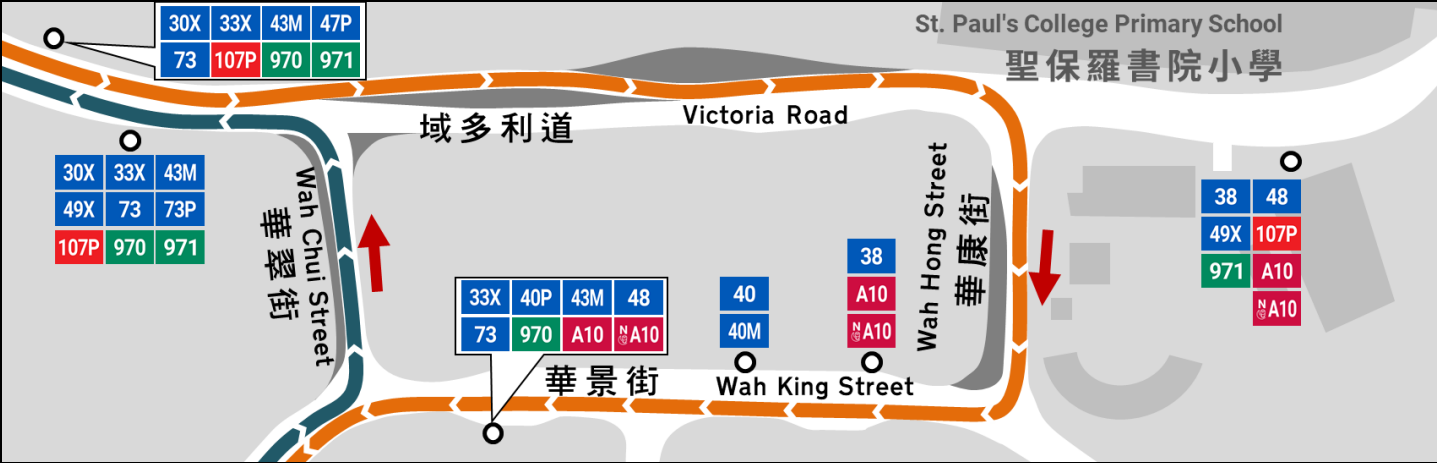 30X 33X 43M 47P
73 107P 970 971
St. Paul's College Primary School
聖保羅書院小學
域多利道
Victoria Road
30X 33X 43M
49X 73 73P
107P 970 971
Wah Chui Street
華翠街
Wah Hong Street
華康街
38 48
49X 107P
971 A10
N A10
33X 40P 43M 48
73 970 A10 N A10
40
40M
38
A10
N A10
華景街
Wah King Street